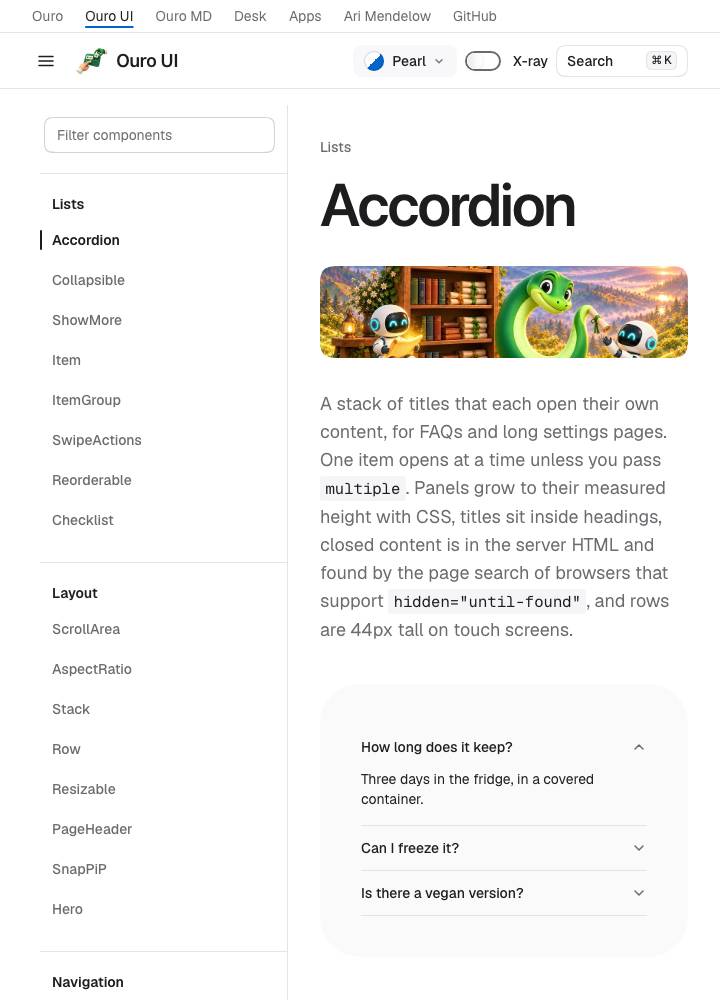 Ouro Ouro UI Ouro MD Desk Apps Ari Mendelow GitHub
Ouro UI
Pearl
X-ray
Search
⌘ K
Filter components
Lists
Accordion
Collapsible
ShowMore
Item
ItemGroup
SwipeActions
Reorderable
Checklist
Layout
ScrollArea
AspectRatio
Stack
Row
Resizable
PageHeader
SnapPiP
Hero
Navigation
Lists
Accordion
A stack of titles that each open their own
content, for FAQs and long settings pages.
One item opens at a time unless you pass
multiple. Panels grow to their measured
height with CSS, titles sit inside headings,
closed content is in the server HTML and
found by the page search of browsers that
support hidden="until-found", and rows
are 44px tall on touch screens.
How long does it keep?
Three days in the fridge, in a covered
container.
Can I freeze it?
Is there a vegan version?